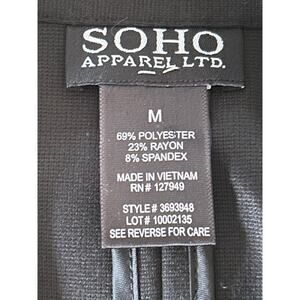 SOHO
APPAREL LTD.
M
69% POLYESTER
23% RAYON
8% SPANDEX
MADE IN VIETNAM
RN# 127949
STYLE# 3693948
LOT# 10002135
SEE REVERSE FOR CARE